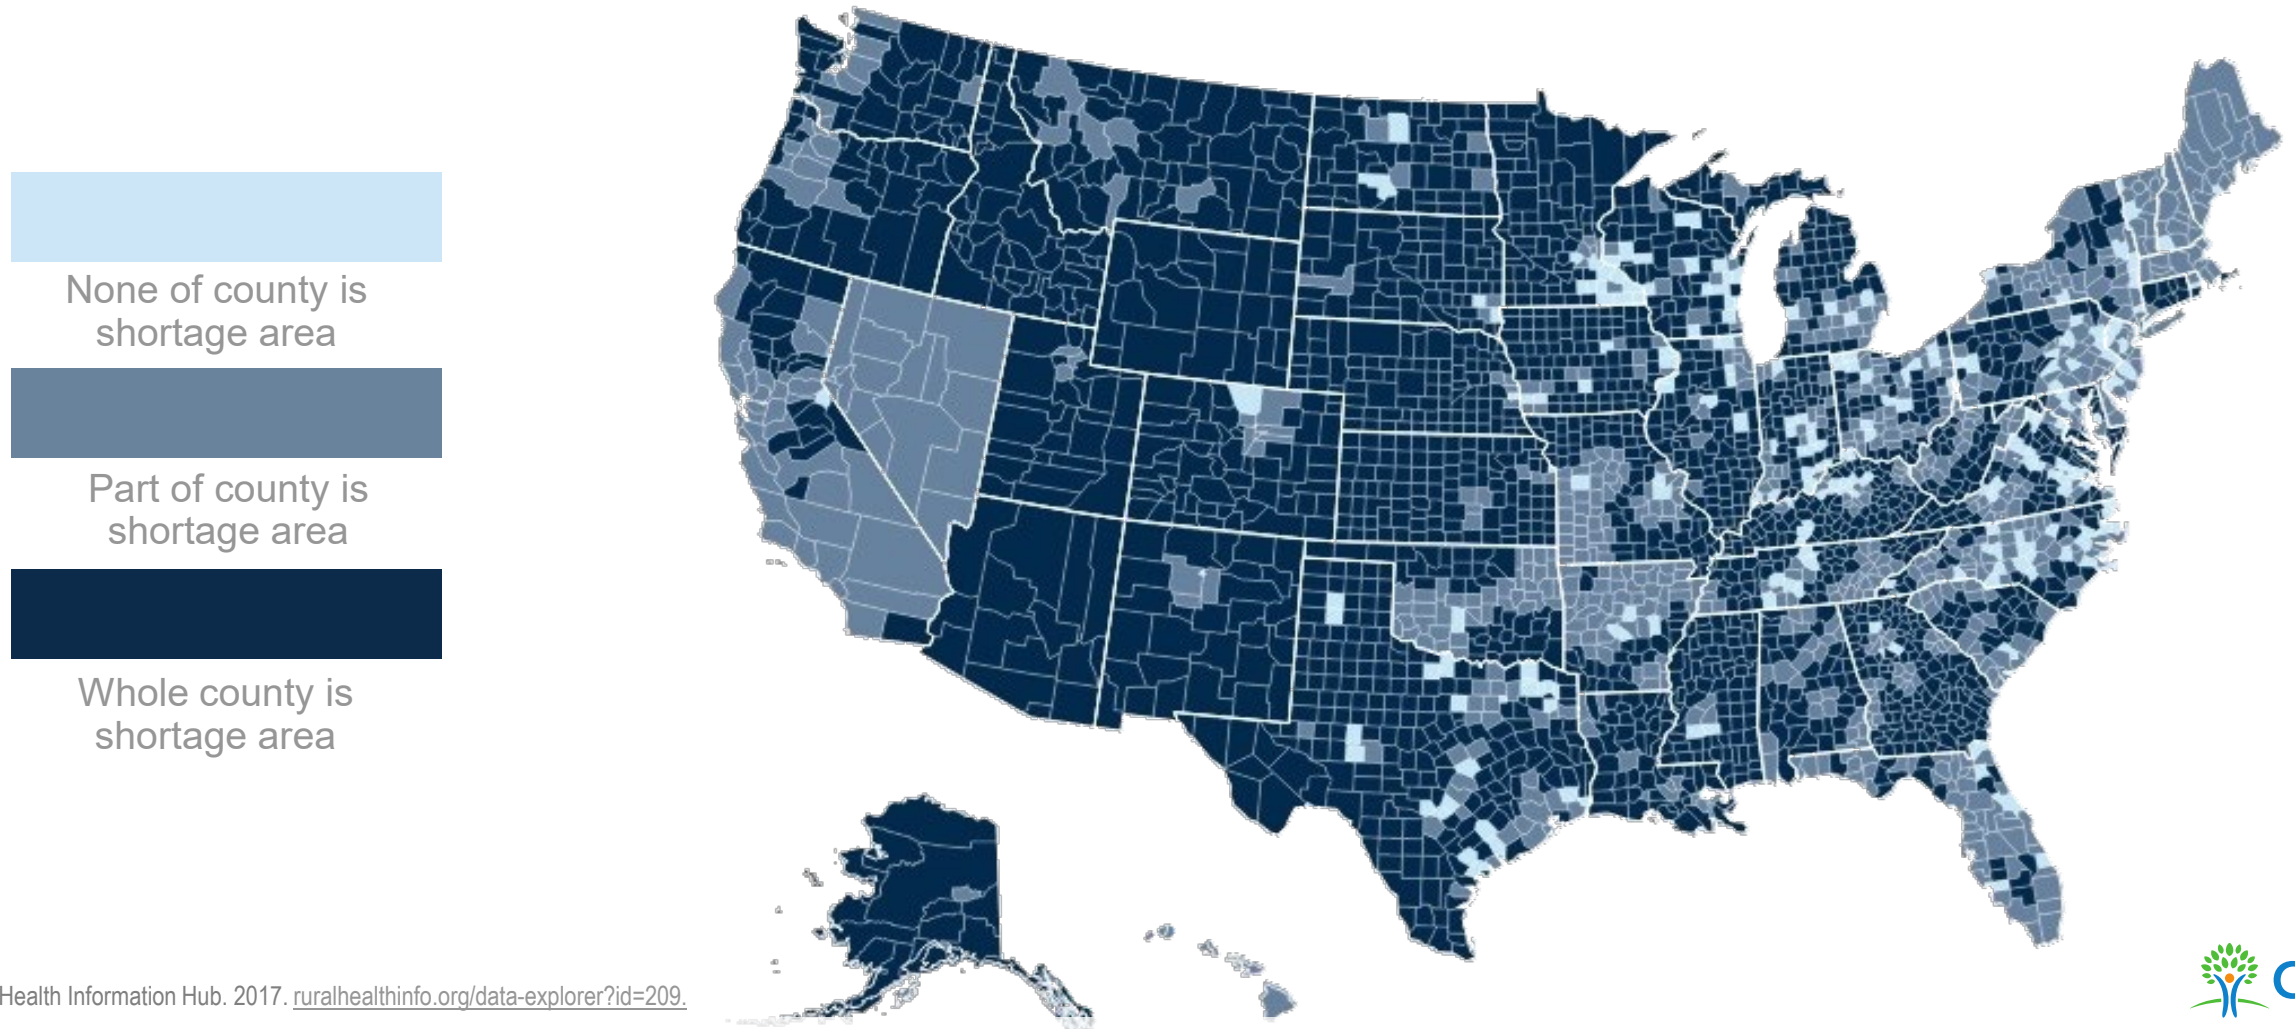 None of county is
shortage area
Part of county is
shortage area
Whole county is
shortage area
Health Information Hub. 2017. ruralhealthinfo.org/data-explorer?id=209.